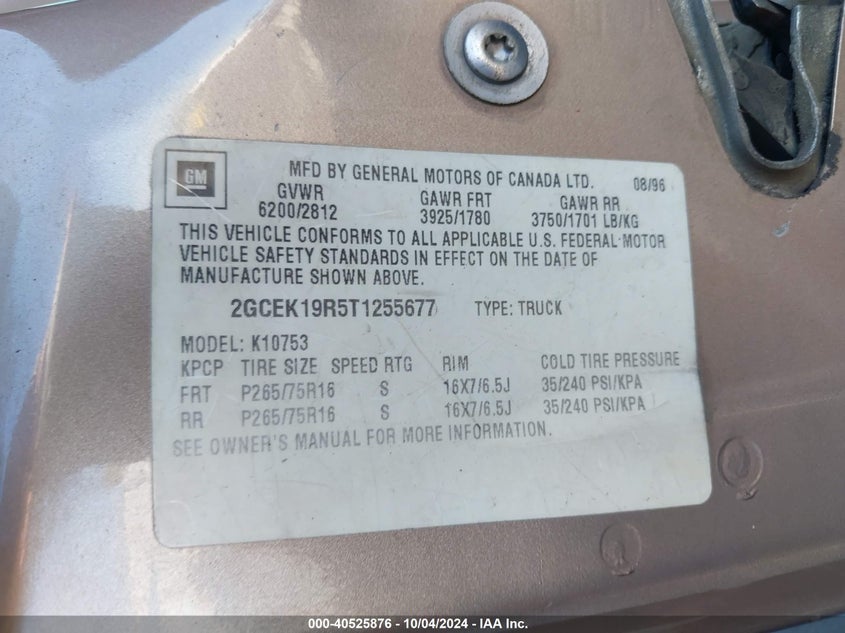 GM
MFD BY GENERAL MOTORS OF CANADA LTD. 08/96
GVWR GAWR FRT GAWR RR
6200/2812 3925/1780 3750/1701 LB/KG
THIS VEHICLE CONFORMS TO ALL APPLICABLE U.S. FEDERAL MOTOR
VEHICLE SAFETY STANDARDS IN EFFECT ON THE DATE OF
MANUFACTURE SHOWN ABOVE.
2GCEK19R5T1255677 TYPE: TRUCK
MODEL: K10753
KPCP TIRE SIZE SPEED RTG RIM COLD TIRE PRESSURE
FRT P265/75R16 S 16X7/6.5J 35/240 PSI/KPA
RR P265/75R16 S 16X7/6.5J 35/240 PSI/KPA
SEE OWNER'S MANUAL FOR MORE INFORMATION.
000-40525876 - 10/04/2024 - IAA Inc.